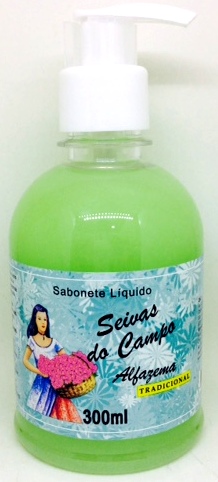 Sabonete Líquido
Seivas
do Campo
Alfazema
TRADICIONAL
300ml